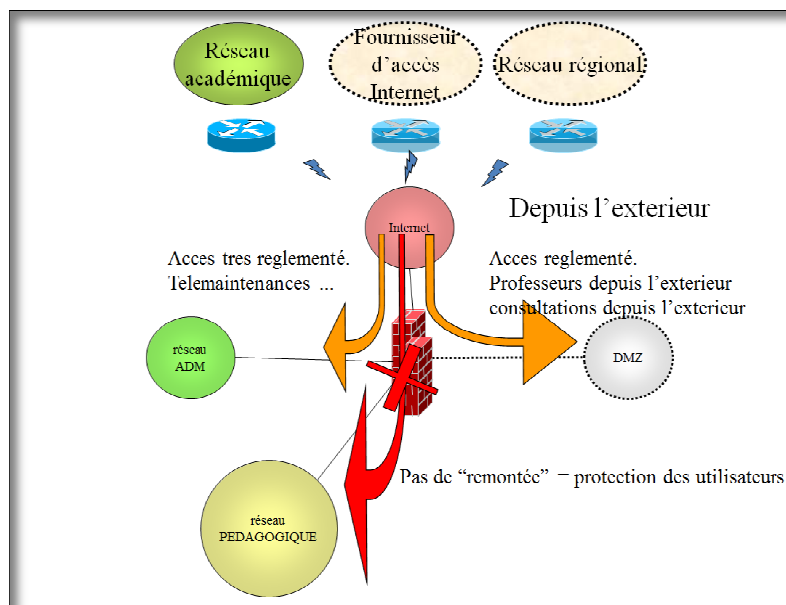 Réseau
académique
Fournisseur
d'accès
Internet
Réseau régional
Depuis l'exterieur
Internet
Acces tres reglementé.
Telemaintenances ...
Acces reglementé.
Professeurs depuis l'exterieur
consultations depuis l'exterieur
réseau
ADM
DMZ
Pas de “remontée” = protection des utilisateurs
réseau
PEDAGOGIQUE